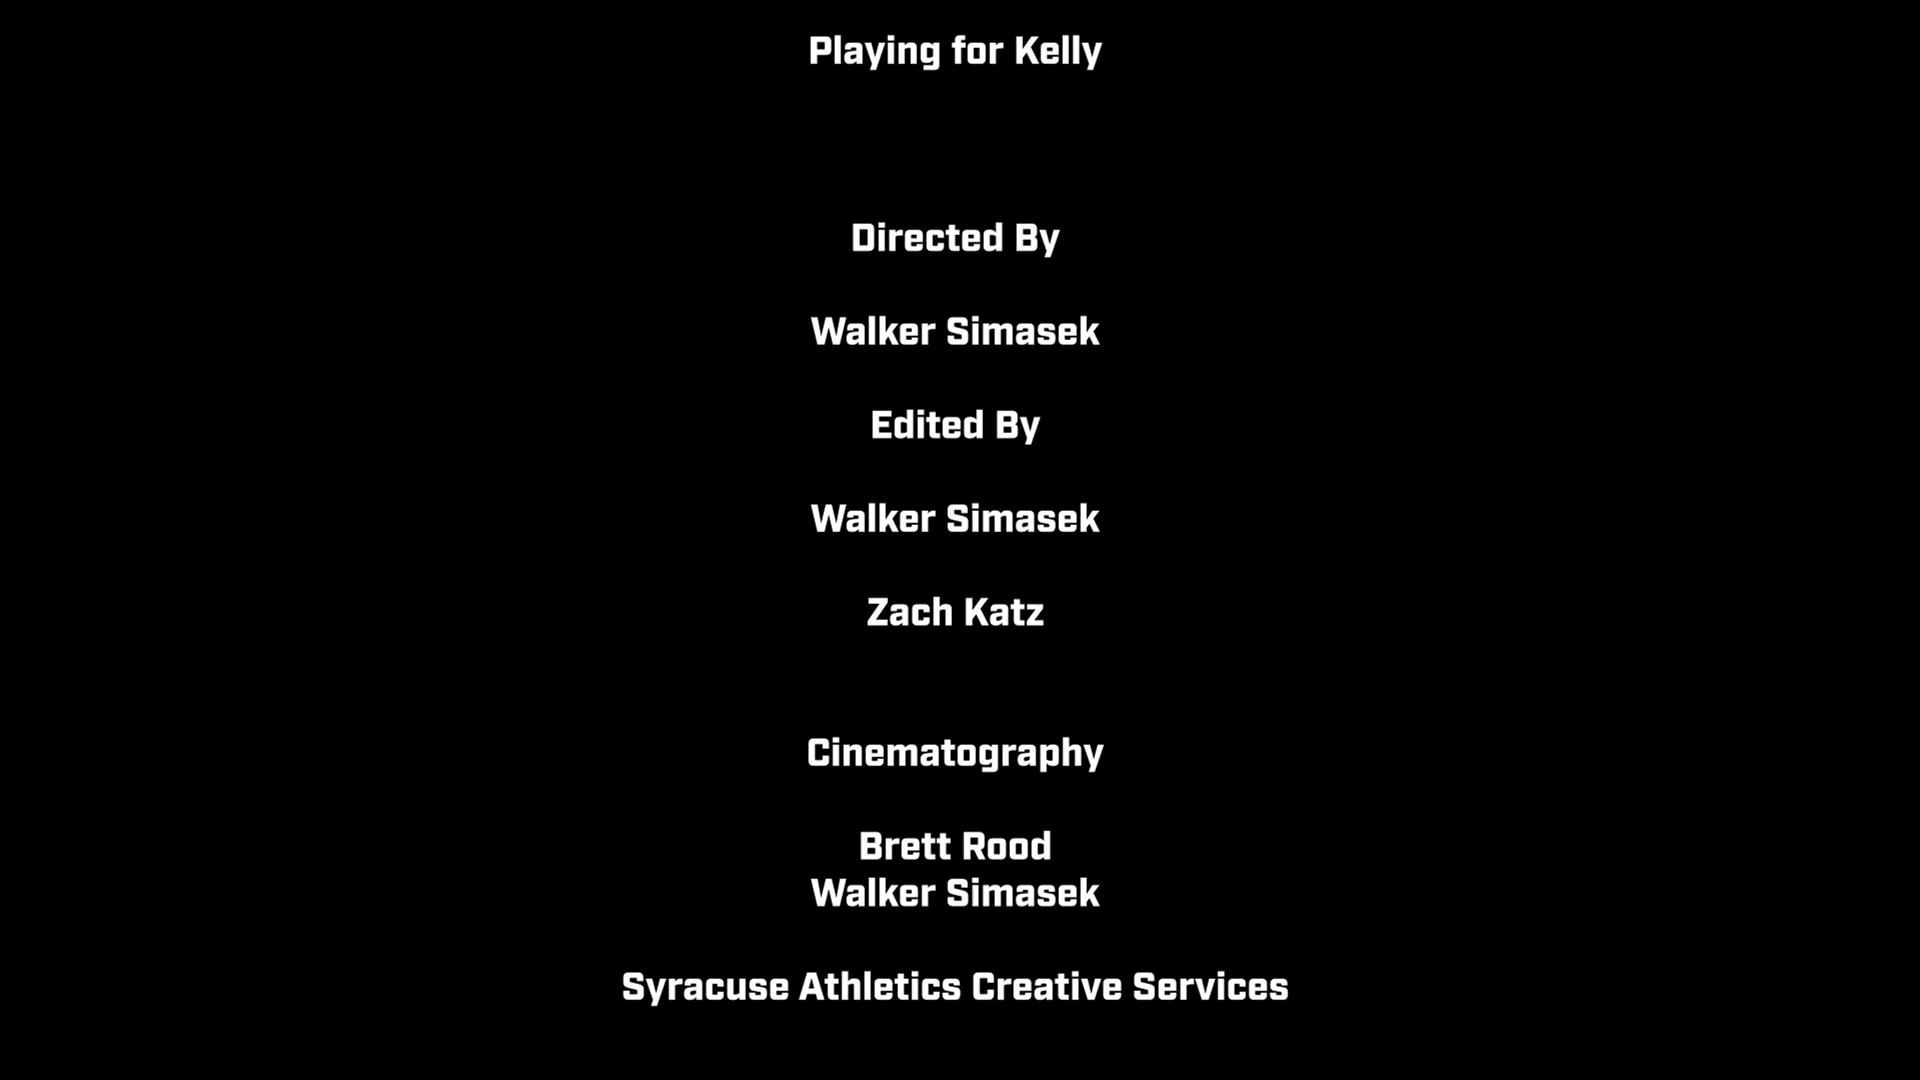 Playing for Kelly
Directed By
Walker Simasek
Edited By
Walker Simasek
Zach Katz
Cinematography
Brett Rood
Walker Simasek
Syracuse Athletics Creative Services